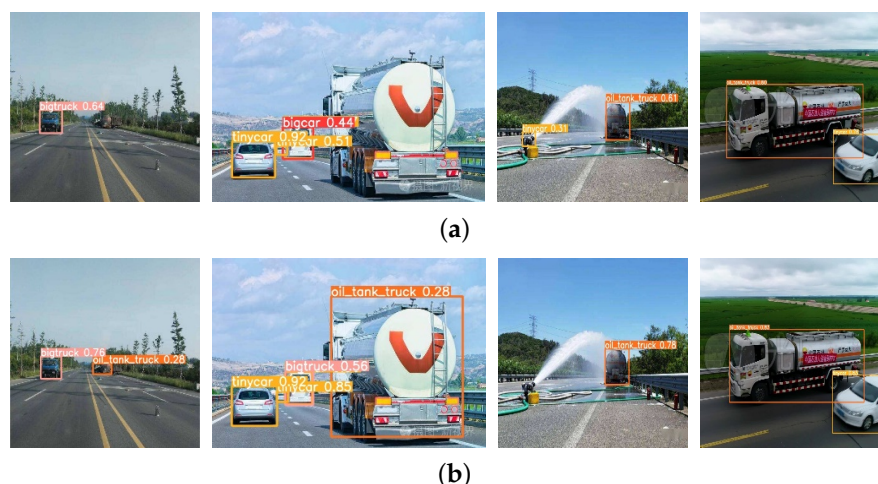 bigtruck 0.64
bigcar 0.44
tinycar 0.92
tinycar 0.51
tinycar 0.31
oil_tank_truck 0.61
(a)
bigtruck 0.76
oil_tank_truck 0.28
oil_tank_truck 0.28
bigtruck 0.56
tinycar 0.92
tinycar 0.85
oil_tank_truck 0.78
(b)